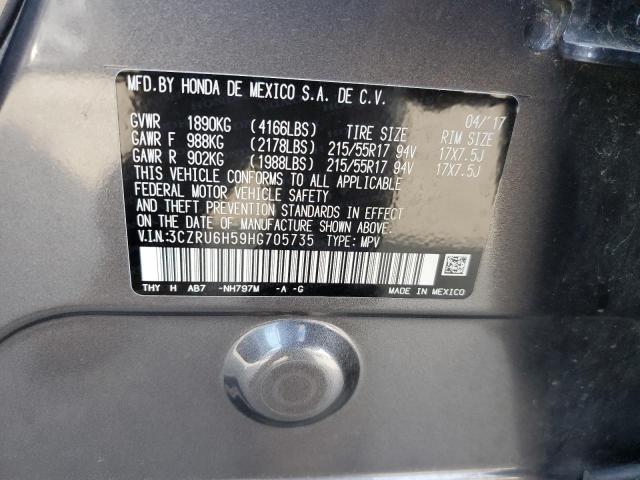 MFD.BY HONDA DE MEXICO S.A. DE C.V.
04/'17
GVWR 1890KG (4166LBS) TIRE SIZE RIM SIZE
GAWR F 988KG (2178LBS) 215/55R17 94V 17X7.5J
GAWR R 902KG (1988LBS) 215/55R17 94V 17X7.5J
THIS VEHICLE CONFORMS TO ALL APPLICABLE
FEDERAL MOTOR VEHICLE SAFETY
AND THEFT PREVENTION STANDARDS IN EFFECT
ON THE DATE OF MANUFACTURE SHOWN ABOVE.
V.I.N:3CZRU6H59HG705735 TYPE: MPV
THY H AB7 -NH797M -A -G MADE IN MEXICO